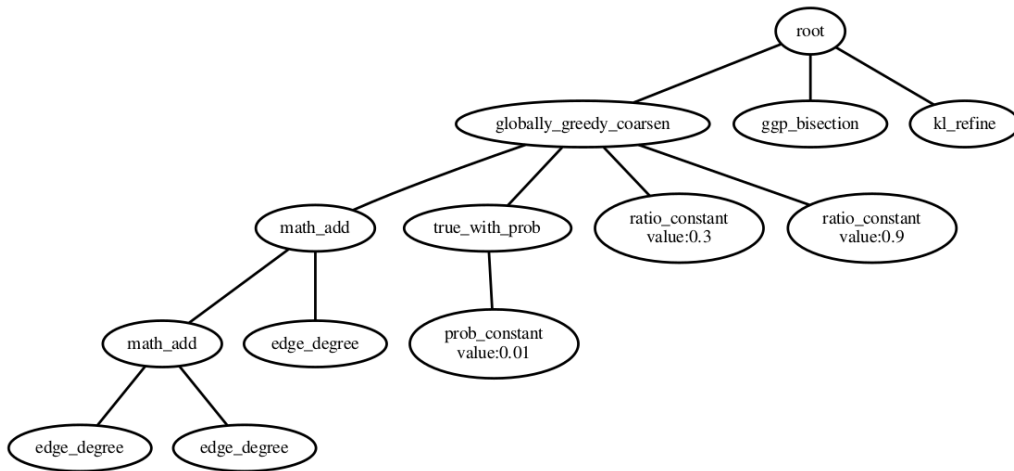 root
globally_greedy_coarsen
ggp_bisection
kl_refine
math_add
true_with_prob
ratio_constant
value:0.3
ratio_constant
value:0.9
math_add
edge_degree
prob_constant
value:0.01
edge_degree
edge_degree